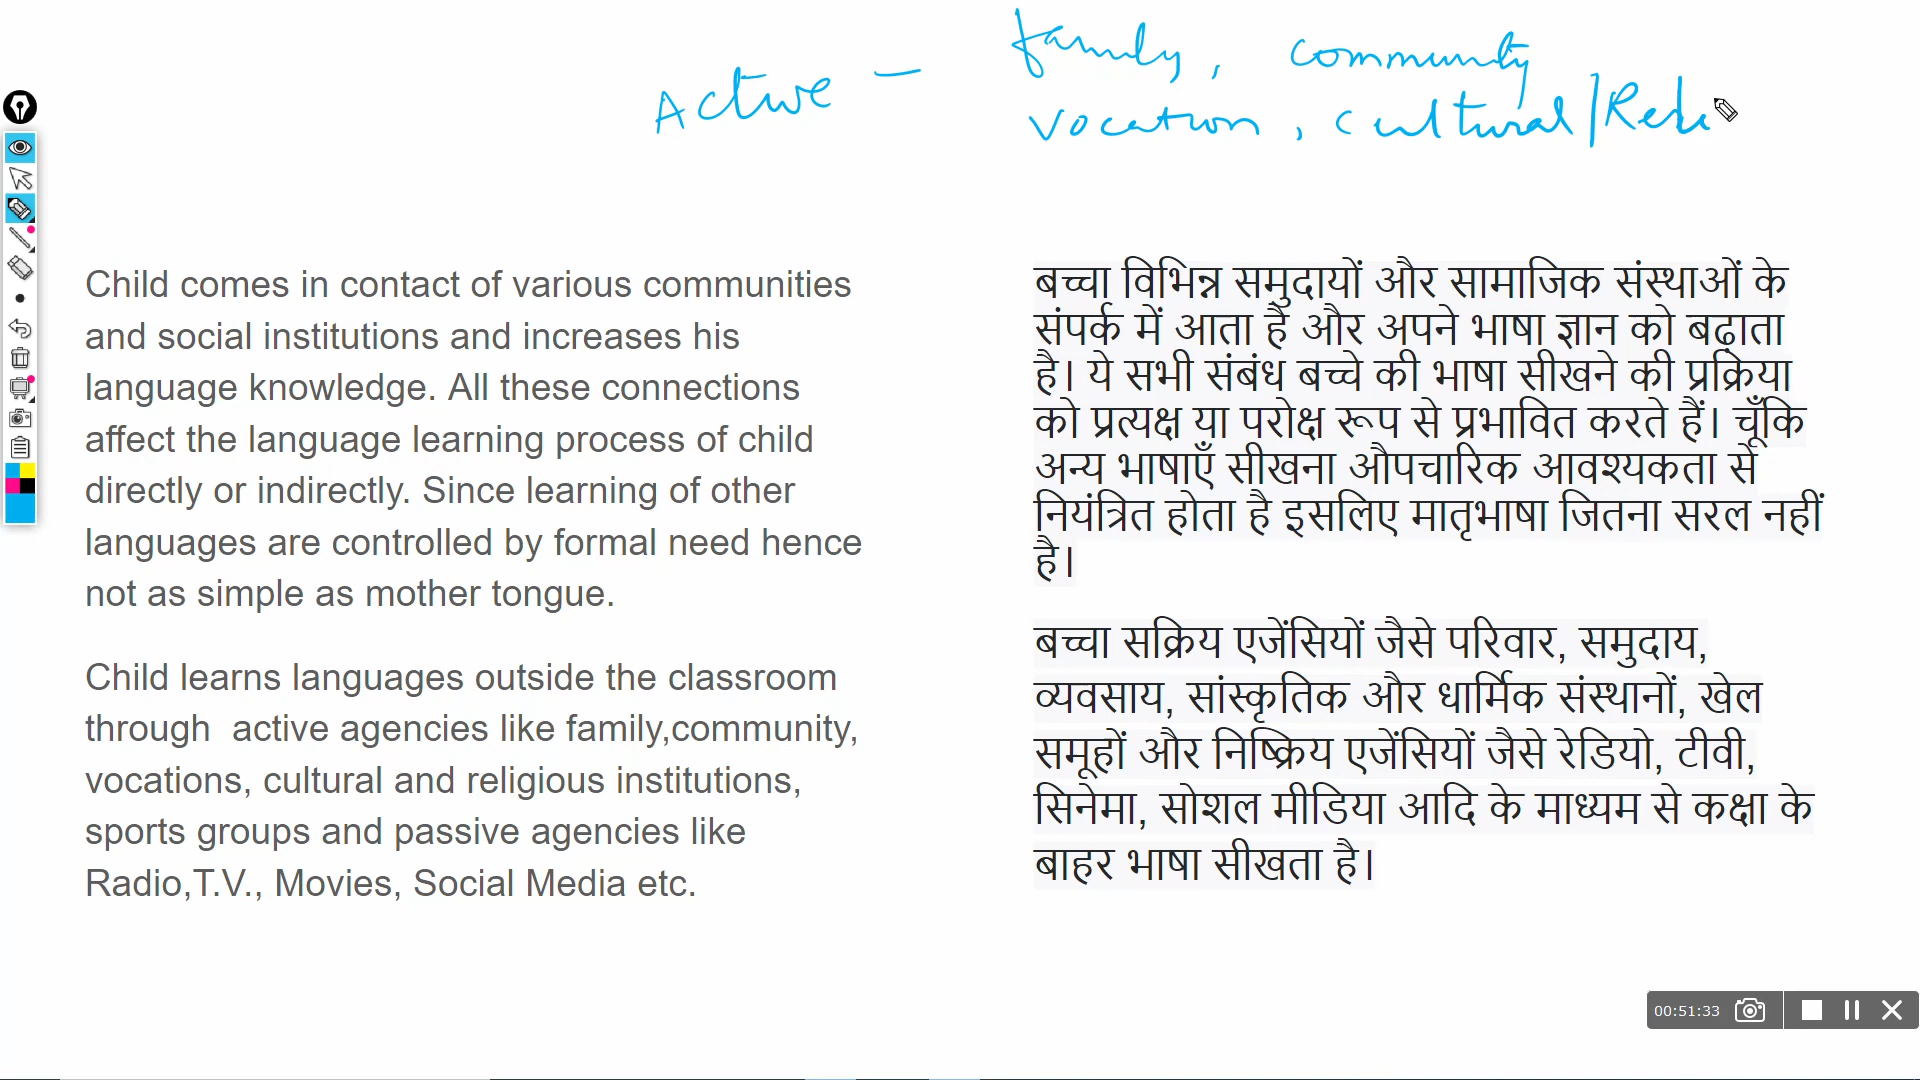 Active - family, community
vocation, cultural/Reli
Child comes in contact of various communities
and social institutions and increases his
language knowledge. All these connections
affect the language learning process of child
directly or indirectly. Since learning of other
languages are controlled by formal need hence
not as simple as mother tongue.
Child learns languages outside the classroom
through active agencies like family,community,
vocations, cultural and religious institutions,
sports groups and passive agencies like
Radio,T.V., Movies, Social Media etc.
बच्चा विभिन्न समुदायों और सामाजिक संस्थाओं के
संपर्क में आता है और अपने भाषा ज्ञान को बढ़ाता
है। ये सभी संबंध बच्चे की भाषा सीखने की प्रक्रिया
को प्रत्यक्ष या परोक्ष रूप से प्रभावित करते हैं। चूँकि
अन्य भाषाएँ सीखना औपचारिक आवश्यकता से
नियंत्रित होता है इसलिए मातृभाषा जितना सरल नहीं
है।
बच्चा सक्रिय एजेंसियों जैसे परिवार, समुदाय,
व्यवसाय, सांस्कृतिक और धार्मिक संस्थानों, खेल
समूहों और निष्क्रिय एजेंसियों जैसे रेडियो, टीवी,
सिनेमा, सोशल मीडिया आदि के माध्यम से कक्षा के
बाहर भाषा सीखता है।
00:51:33